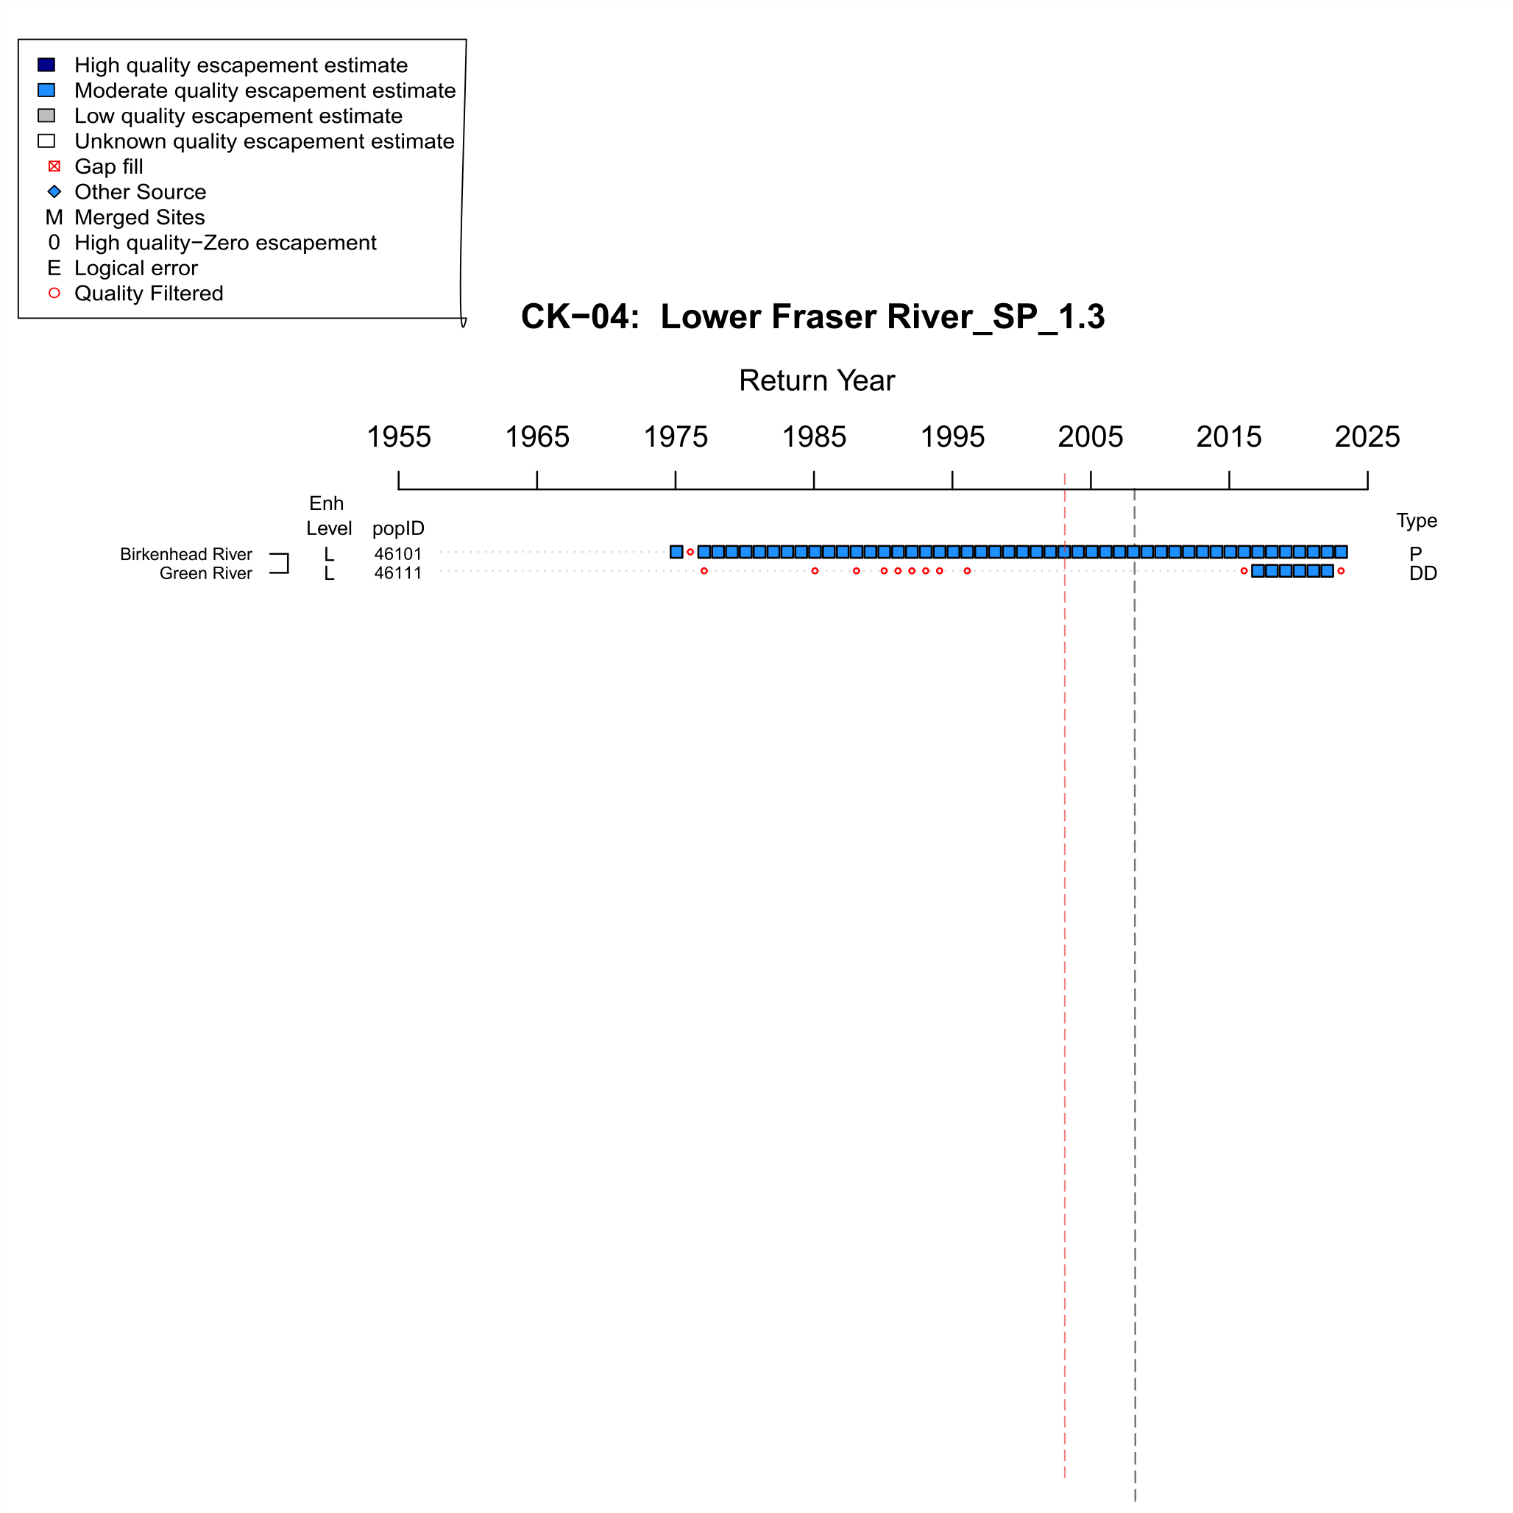 High quality escapement estimate
Moderate quality escapement estimate
Low quality escapement estimate
Unknown quality escapement estimate
Gap fill
Other Source
M Merged Sites
0 High quality−Zero escapement
E Logical error
Quality Filtered
CK−04: Lower Fraser River_SP_1.3
Return Year
1955 1965 1975 1985 1995 2005 2015 2025
Enh
Level popID Type
Birkenhead River L 46101 P
Green River L 46111 DD